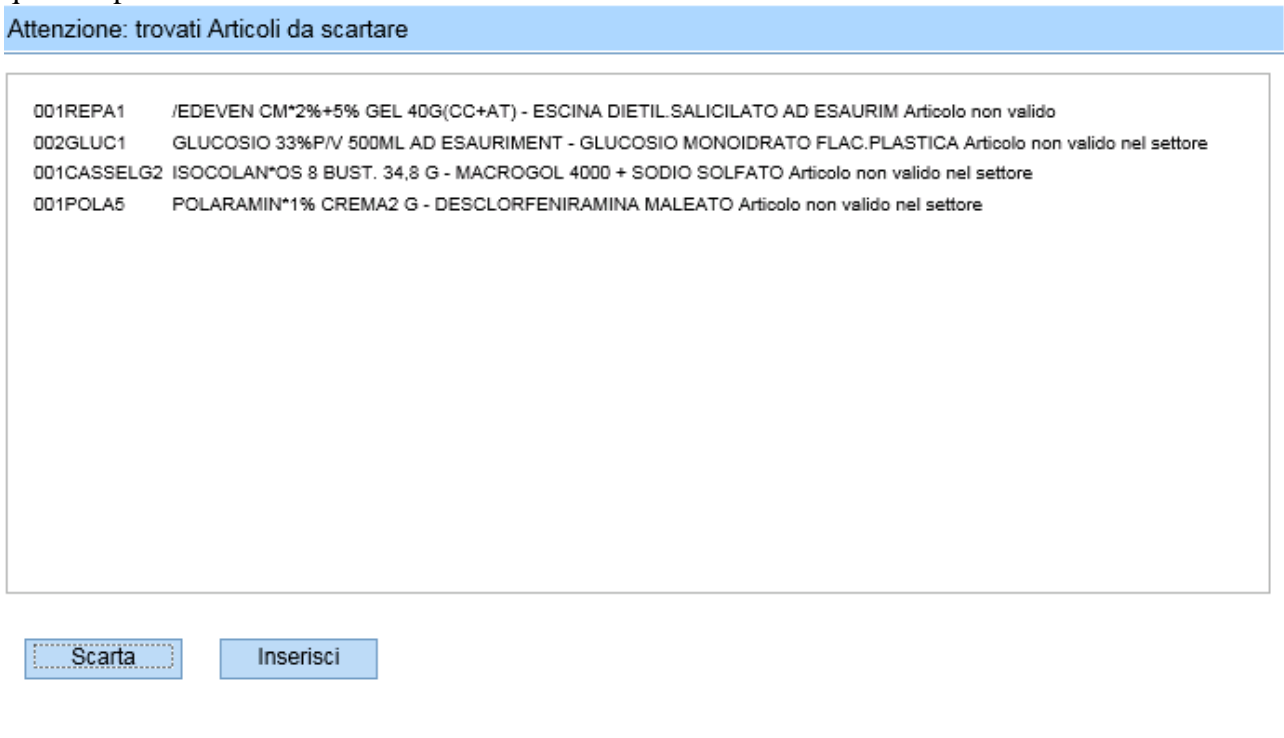 Attenzione: trovati Articoli da scartare
001REPA1 /EDEVEN CM*2%+5% GEL 40G(CC+AT) - ESCINA DIETIL.SALICILATO AD ESAURIM Articolo non valido
002GLUC1 GLUCOSIO 33%P/V 500ML AD ESAURIMENT - GLUCOSIO MONOIDRATO FLAC.PLASTICA Articolo non valido nel settore
001CASSELG2 ISOCOLAN*OS 8 BUST. 34,8 G - MACROGOL 4000 + SODIO SOLFATO Articolo non valido nel settore
001POLA5 POLARAMIN*1% CREMA2 G - DESCLORFENIRAMINA MALEATO Articolo non valido nel settore
Scarta Inserisci